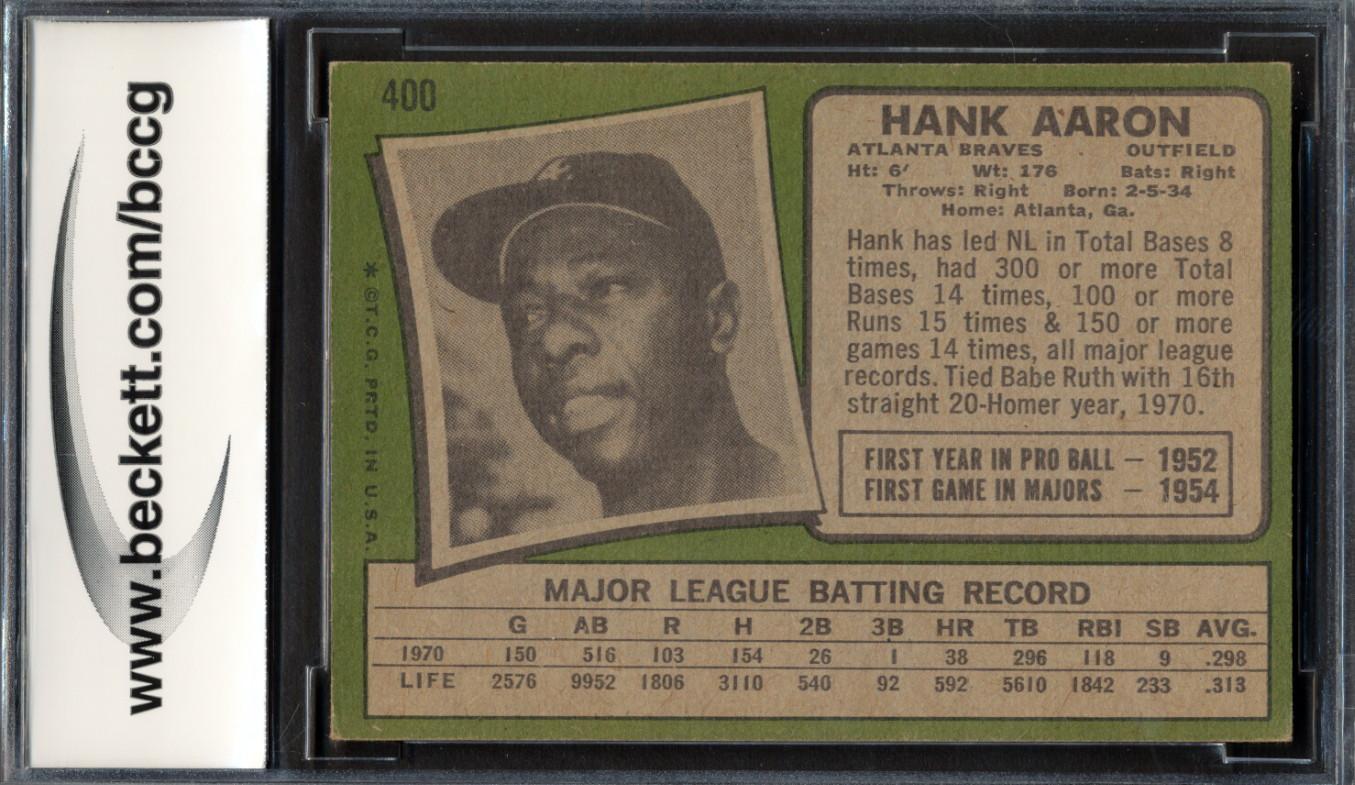 www.beckett.com/bccg
400
* ©T.C.G. PRTD. IN U.S.A.
HANK AARON
ATLANTA BRAVES OUTFIELD
Ht: 6' Wt: 176 Bats: Right
Throws: Right Born: 2-5-34
Home: Atlanta, Ga.
Hank has led NL in Total Bases 8
times, had 300 or more Total
Bases 14 times, 100 or more
Runs 15 times & 150 or more
games 14 times, all major league
records. Tied Babe Ruth with 16th
straight 20-Homer year, 1970.
FIRST YEAR IN PRO BALL — 1952
FIRST GAME IN MAJORS — 1954
MAJOR LEAGUE BATTING RECORD
G AB R H 2B 3B HR TB RBI SB AVG.
1970 150 516 103 154 26 1 38 296 118 9 .298
LIFE 2576 9952 1806 3110 540 92 592 5610 1842 233 .313